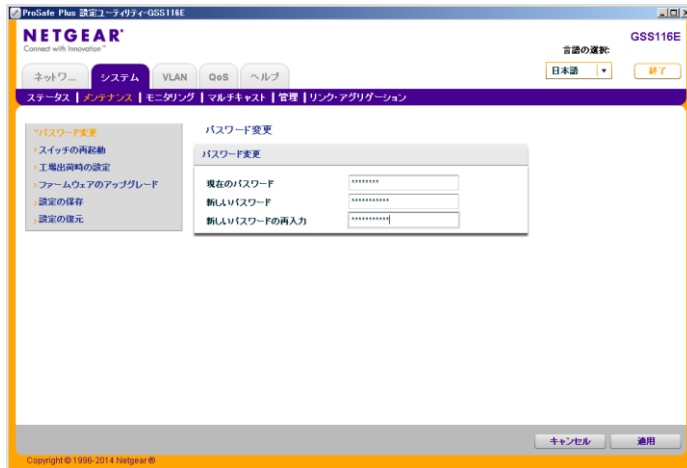 ProSafe Plus 設定ユーティリティ-GSS116E
NETGEAR®
Connect with Innovation™
GSS116E
言語の選択:
日本語
終了
ネットワ... システム VLAN QoS ヘルプ
ステータス | メンテナンス | モニタリング | マルチキャスト | 管理 | リンク・アグリゲーション
パスワード変更
スイッチの再起動
工場出荷時の設定
ファームウェアのアップグレード
設定の保存
設定の復元
パスワード変更
パスワード変更
現在のパスワード ********
新しいパスワード ***********
新しいパスワードの再入力 ***********
キャンセル 適用
Copyright © 1996-2014 Netgear ®